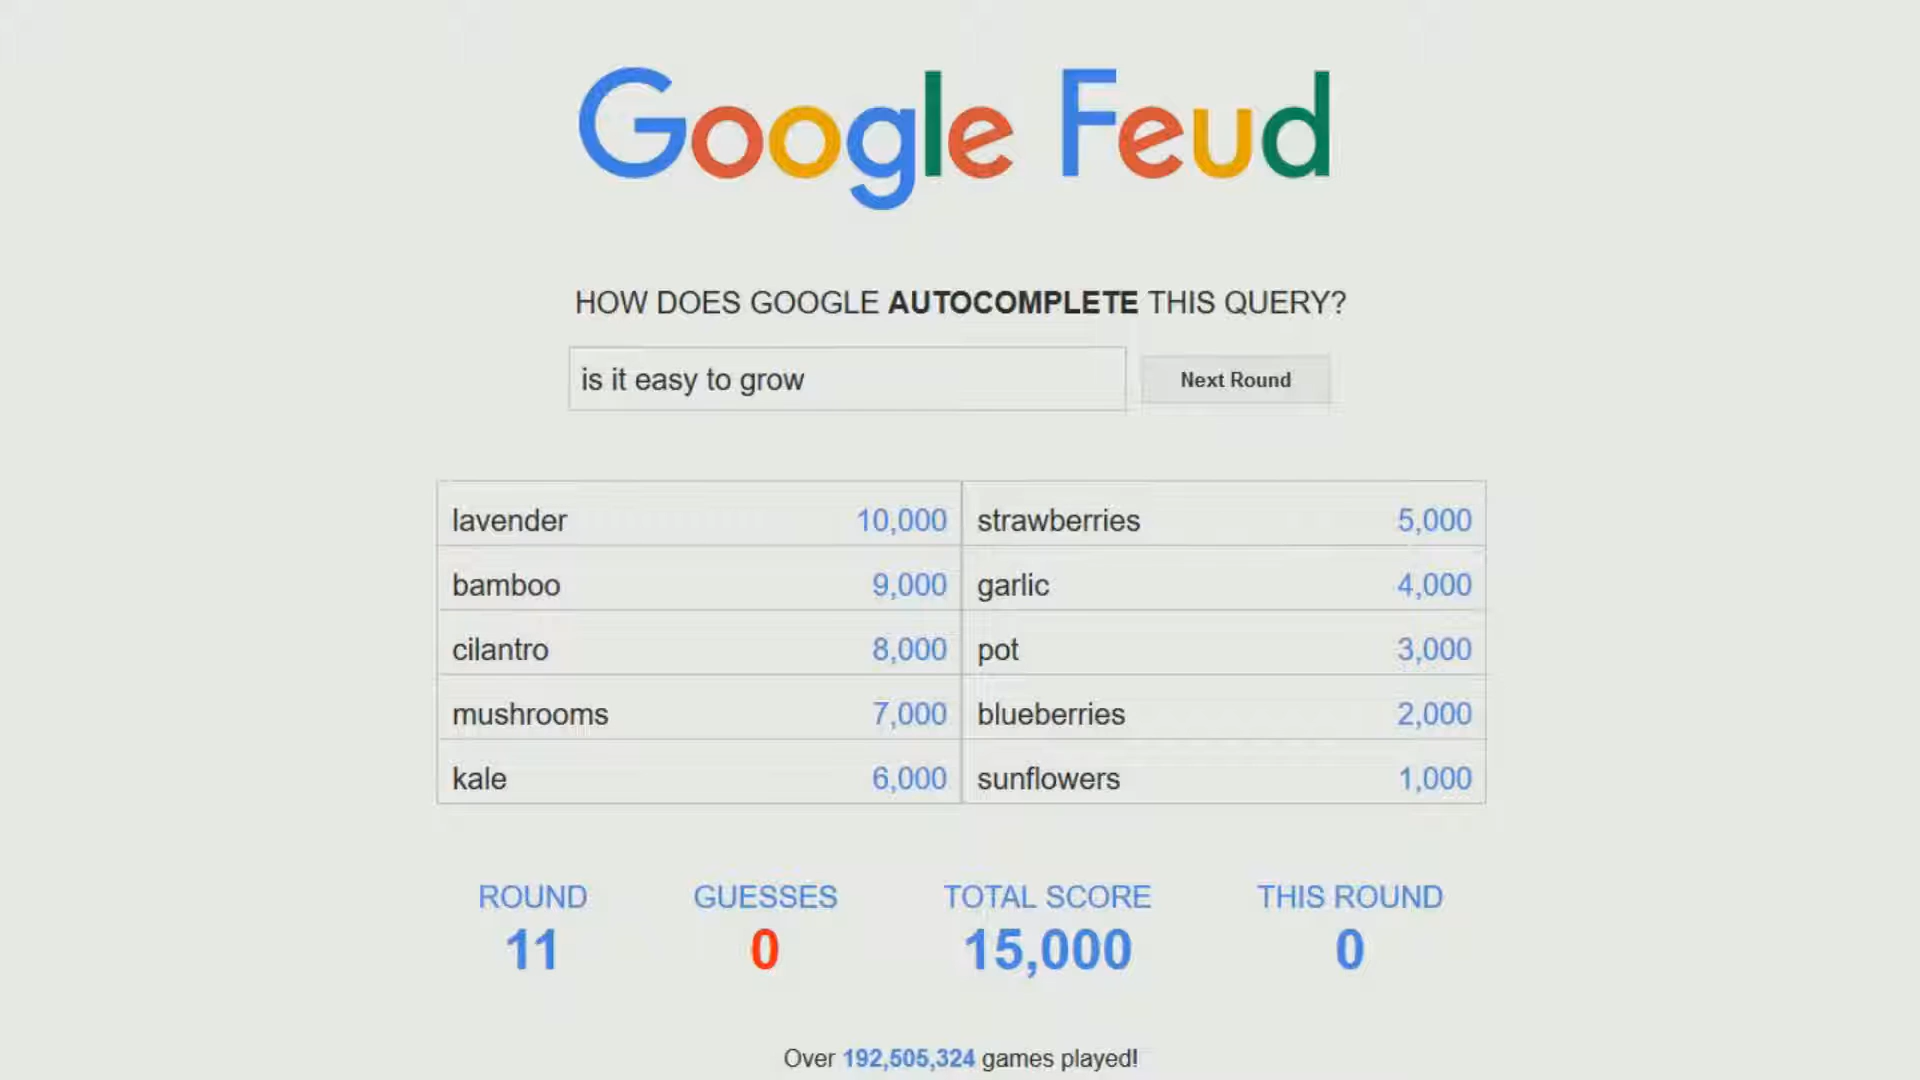 Google Feud
HOW DOES GOOGLE AUTOCOMPLETE THIS QUERY?
is it easy to grow
Next Round
lavender 10,000 strawberries 5,000
bamboo 9,000 garlic 4,000
cilantro 8,000 pot 3,000
mushrooms 7,000 blueberries 2,000
kale 6,000 sunflowers 1,000
ROUND GUESSES TOTAL SCORE THIS ROUND
11 0 15,000 0
Over 192,505,324 games played!